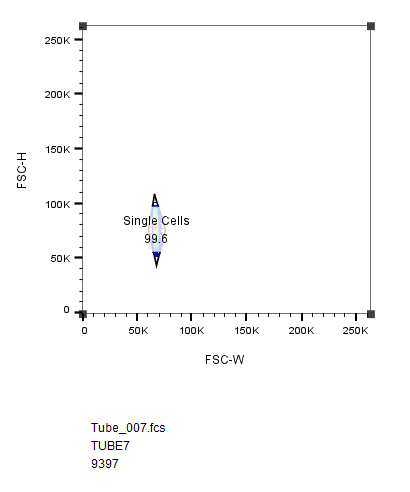 250K
200K
150K
100K
50K
0
FSC-H
Single Cells
99.6
0 50K 100K 150K 200K 250K
FSC-W
Tube_007.fcs
TUBE7
9397